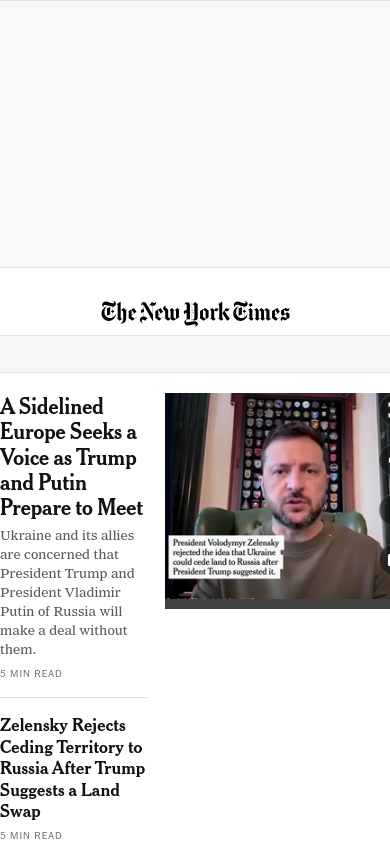 The New York Times
A Sidelined
Europe Seeks a
Voice as Trump
and Putin
Prepare to Meet
Ukraine and its allies
are concerned that
President Trump and
President Vladimir
Putin of Russia will
make a deal without
them.
5 MIN READ
President Volodymyr Zelensky
rejected the idea that Ukraine
could cede land to Russia after
President Trump suggested it.
Zelensky Rejects
Ceding Territory to
Russia After Trump
Suggests a Land
Swap
5 MIN READ